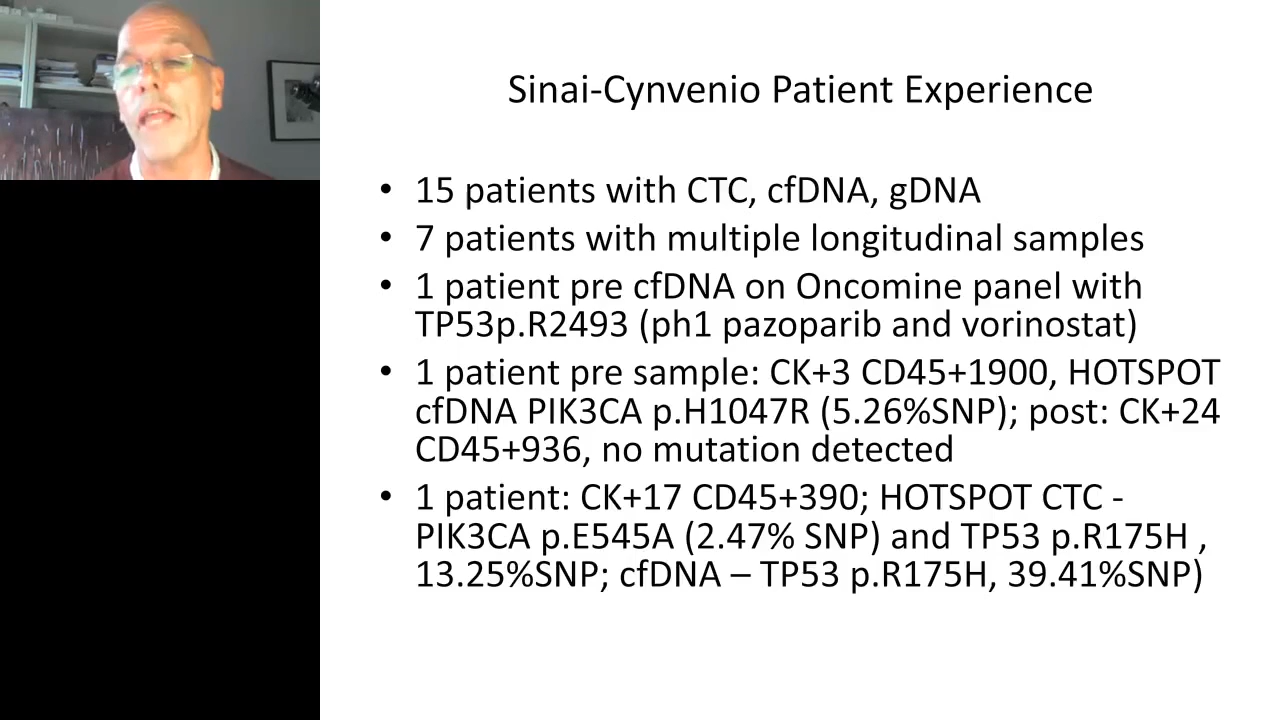 Sinai-Cynvenio Patient Experience
• 15 patients with CTC, cfDNA, gDNA
• 7 patients with multiple longitudinal samples
• 1 patient pre cfDNA on Oncomine panel with
TP53p.R2493 (ph1 pazoparib and vorinostat)
• 1 patient pre sample: CK+3 CD45+1900, HOTSPOT
cfDNA PIK3CA p.H1047R (5.26%SNP); post: CK+24
CD45+936, no mutation detected
• 1 patient: CK+17 CD45+390; HOTSPOT CTC -
PIK3CA p.E545A (2.47% SNP) and TP53 p.R175H ,
13.25%SNP; cfDNA – TP53 p.R175H, 39.41%SNP)